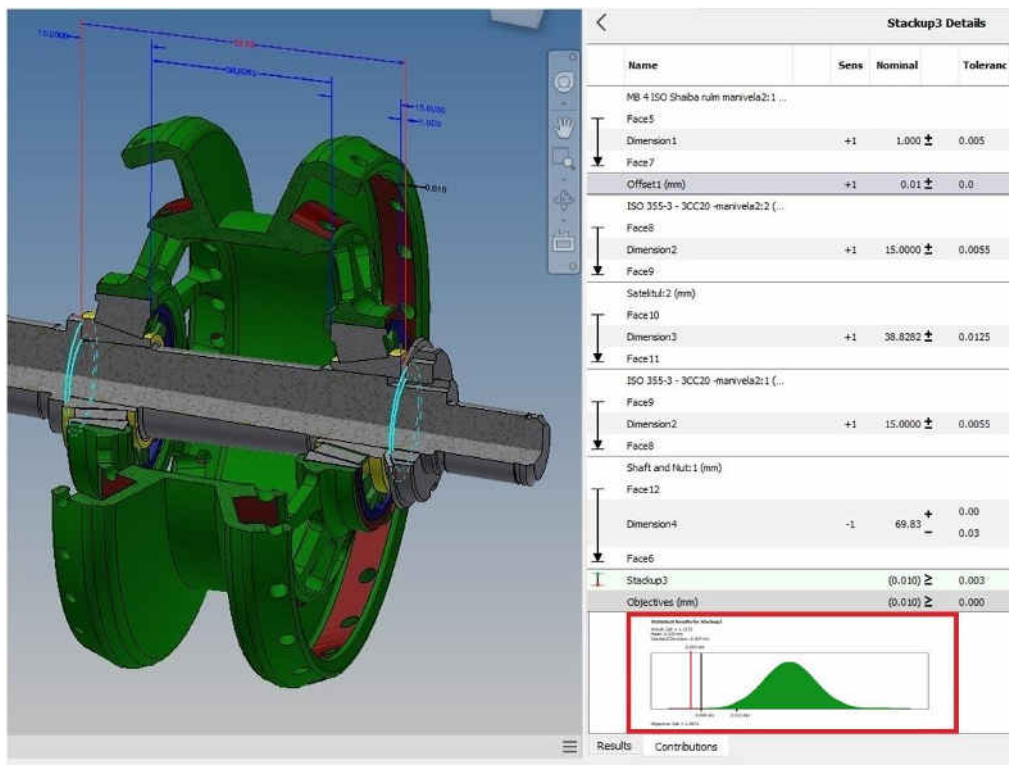 Stackup3 Details
Name Sens Nominal Toleranc
MB 4 ISO Shaiba rulm manivela2:1 ...
Face5
Dimension1 +1 1.000 ± 0.005
Face7
Offset1 (mm) +1 0.01 ± 0.0
ISO 355-3 - 3CC20 -manivela2:2 (...
Face8
Dimension2 +1 15.0000 ± 0.0055
Face9
Satelitul:2 (mm)
Face10
Dimension3 +1 38.8282 ± 0.0125
Face11
ISO 355-3 - 3CC20 -manivela2:1 (...
Face9
Dimension2 +1 15.0000 ± 0.0055
Face8
Shaft and Nut:1 (mm)
Face12
Dimension4 -1 69.83 + 0.00
− 0.03
Face6
Stackup3 (0.010) ≥ 0.003
Objectives (mm) (0.010) ≥ 0.000
Statistical Results for Stackup3
Results Contributions